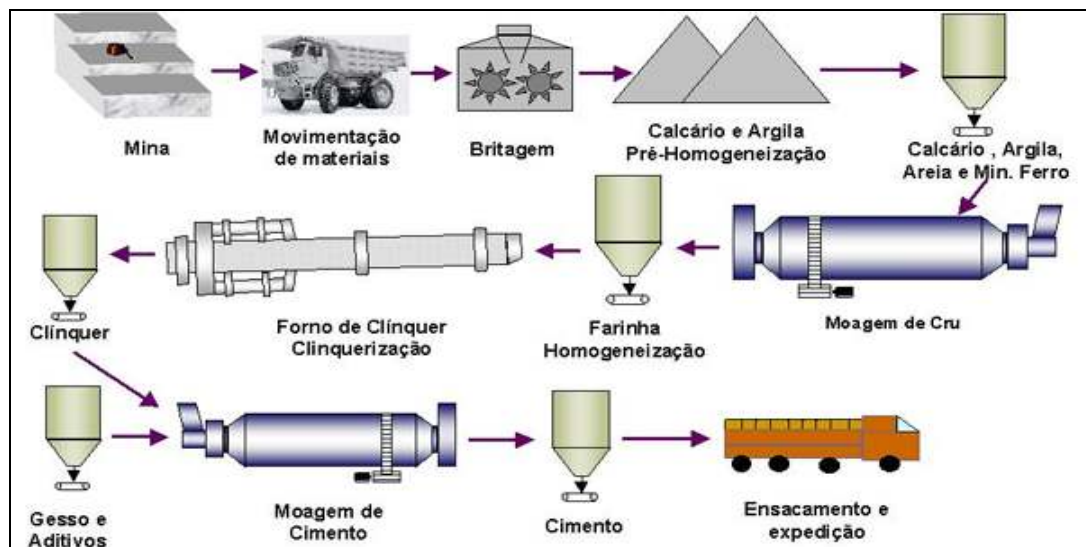 Mina
Movimentação
de materiais
Britagem
Calcário e Argila
Pré-Homogeneização
Calcário , Argila,
Areia e Min. Ferro
Clínquer
Forno de Clínquer
Clinquerização
Farinha
Homogeneização
Moagem de Cru
Gesso e
Aditivos
Moagem de
Cimento
Cimento
Ensacamento e
expedição